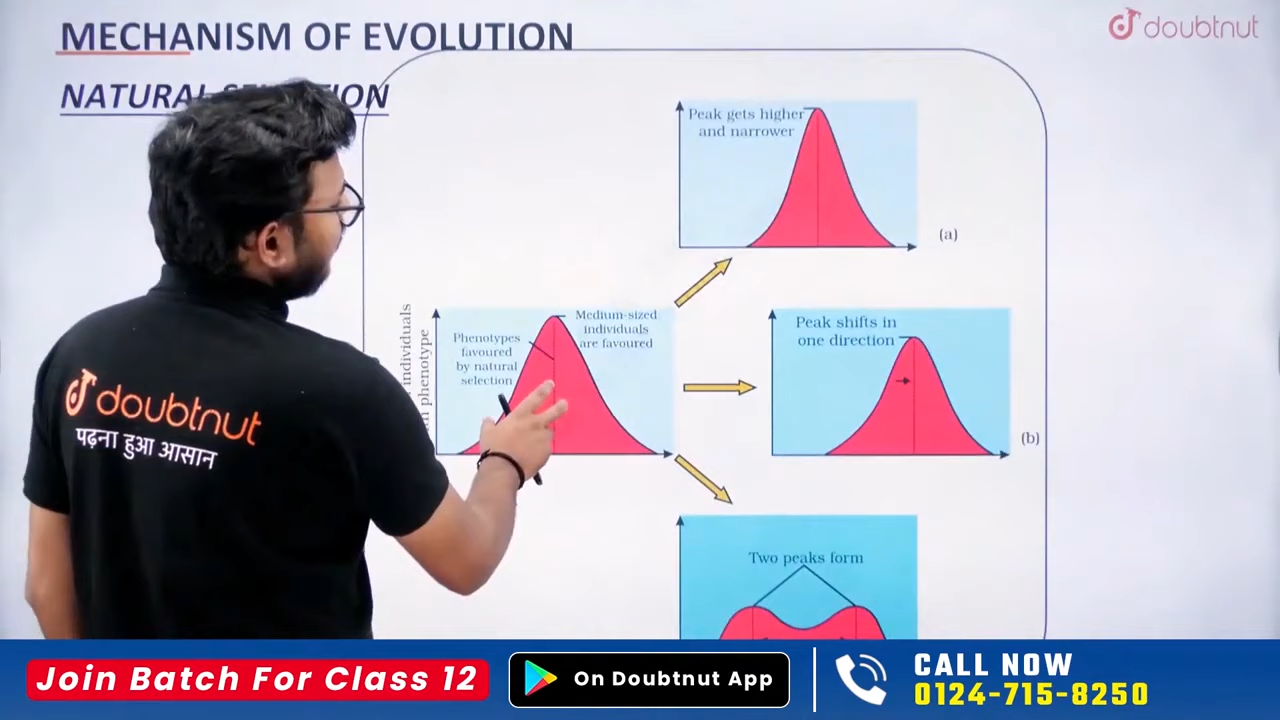 MECHANISM OF EVOLUTION
doubtnut
Peak gets higher
and narrower
(a)
individuals
phenotype
Phenotypes
favoured
by natural
selection
Medium-sized
individuals
are favoured
Peak shifts in
one direction
(b)
Two peaks form
doubtnut
पढ़ना हुआ आसान
Join Batch For Class 12
On Doubtnut App
CALL NOW
0124-715-8250